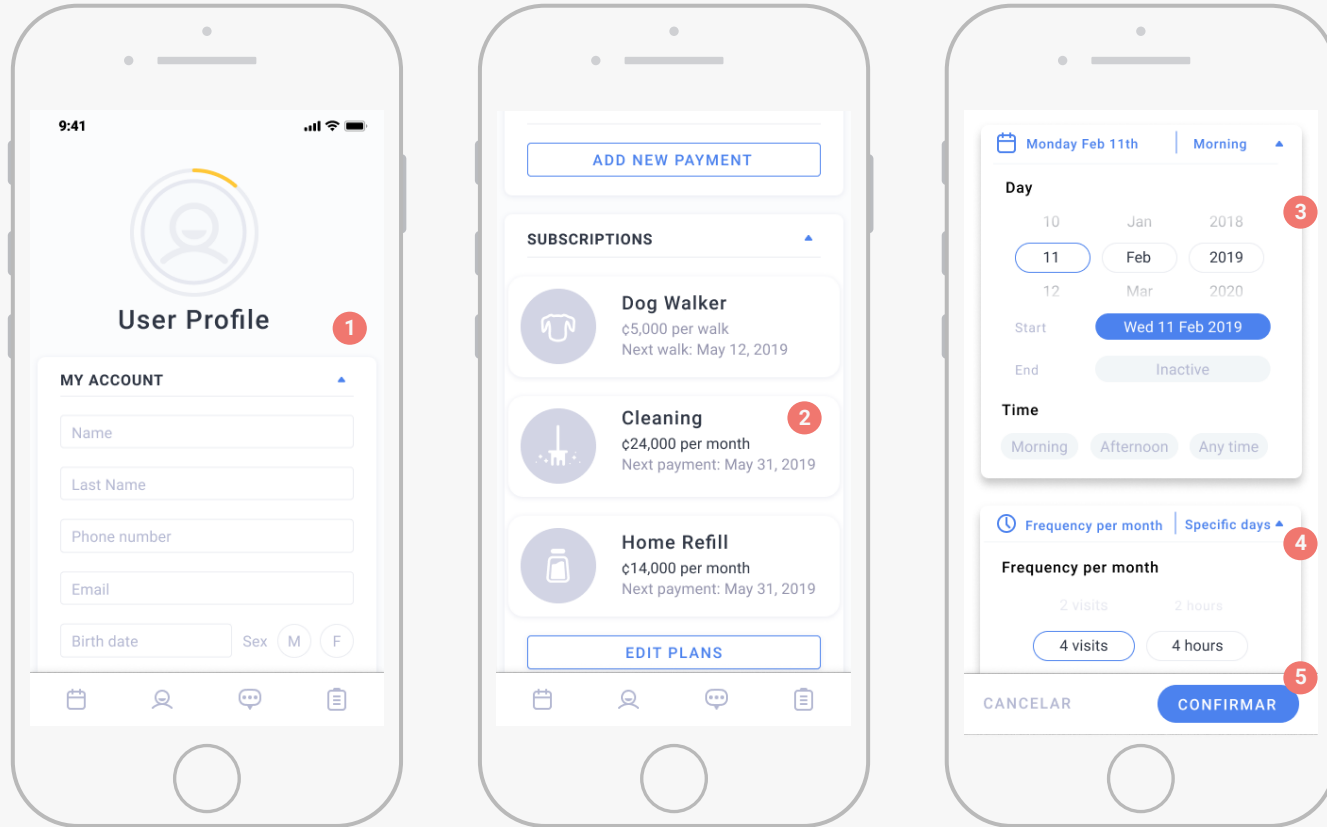 9:41
User Profile
1
MY ACCOUNT
Name
Last Name
Phone number
Email
Birth date Sex M F
ADD NEW PAYMENT
SUBSCRIPTIONS
Dog Walker
¢5,000 per walk
Next walk: May 12, 2019
Cleaning
2
¢24,000 per month
Next payment: May 31, 2019
Home Refill
¢14,000 per month
Next payment: May 31, 2019
EDIT PLANS
Monday Feb 11th Morning
Day
3
10 Jan 2018
11 Feb 2019
12 Mar 2020
Start Wed 11 Feb 2019
End Inactive
Time
Morning Afternoon Any time
Frequency per month Specific days
4
Frequency per month
2 visits 2 hours
4 visits 4 hours
5
CANCELAR CONFIRMAR